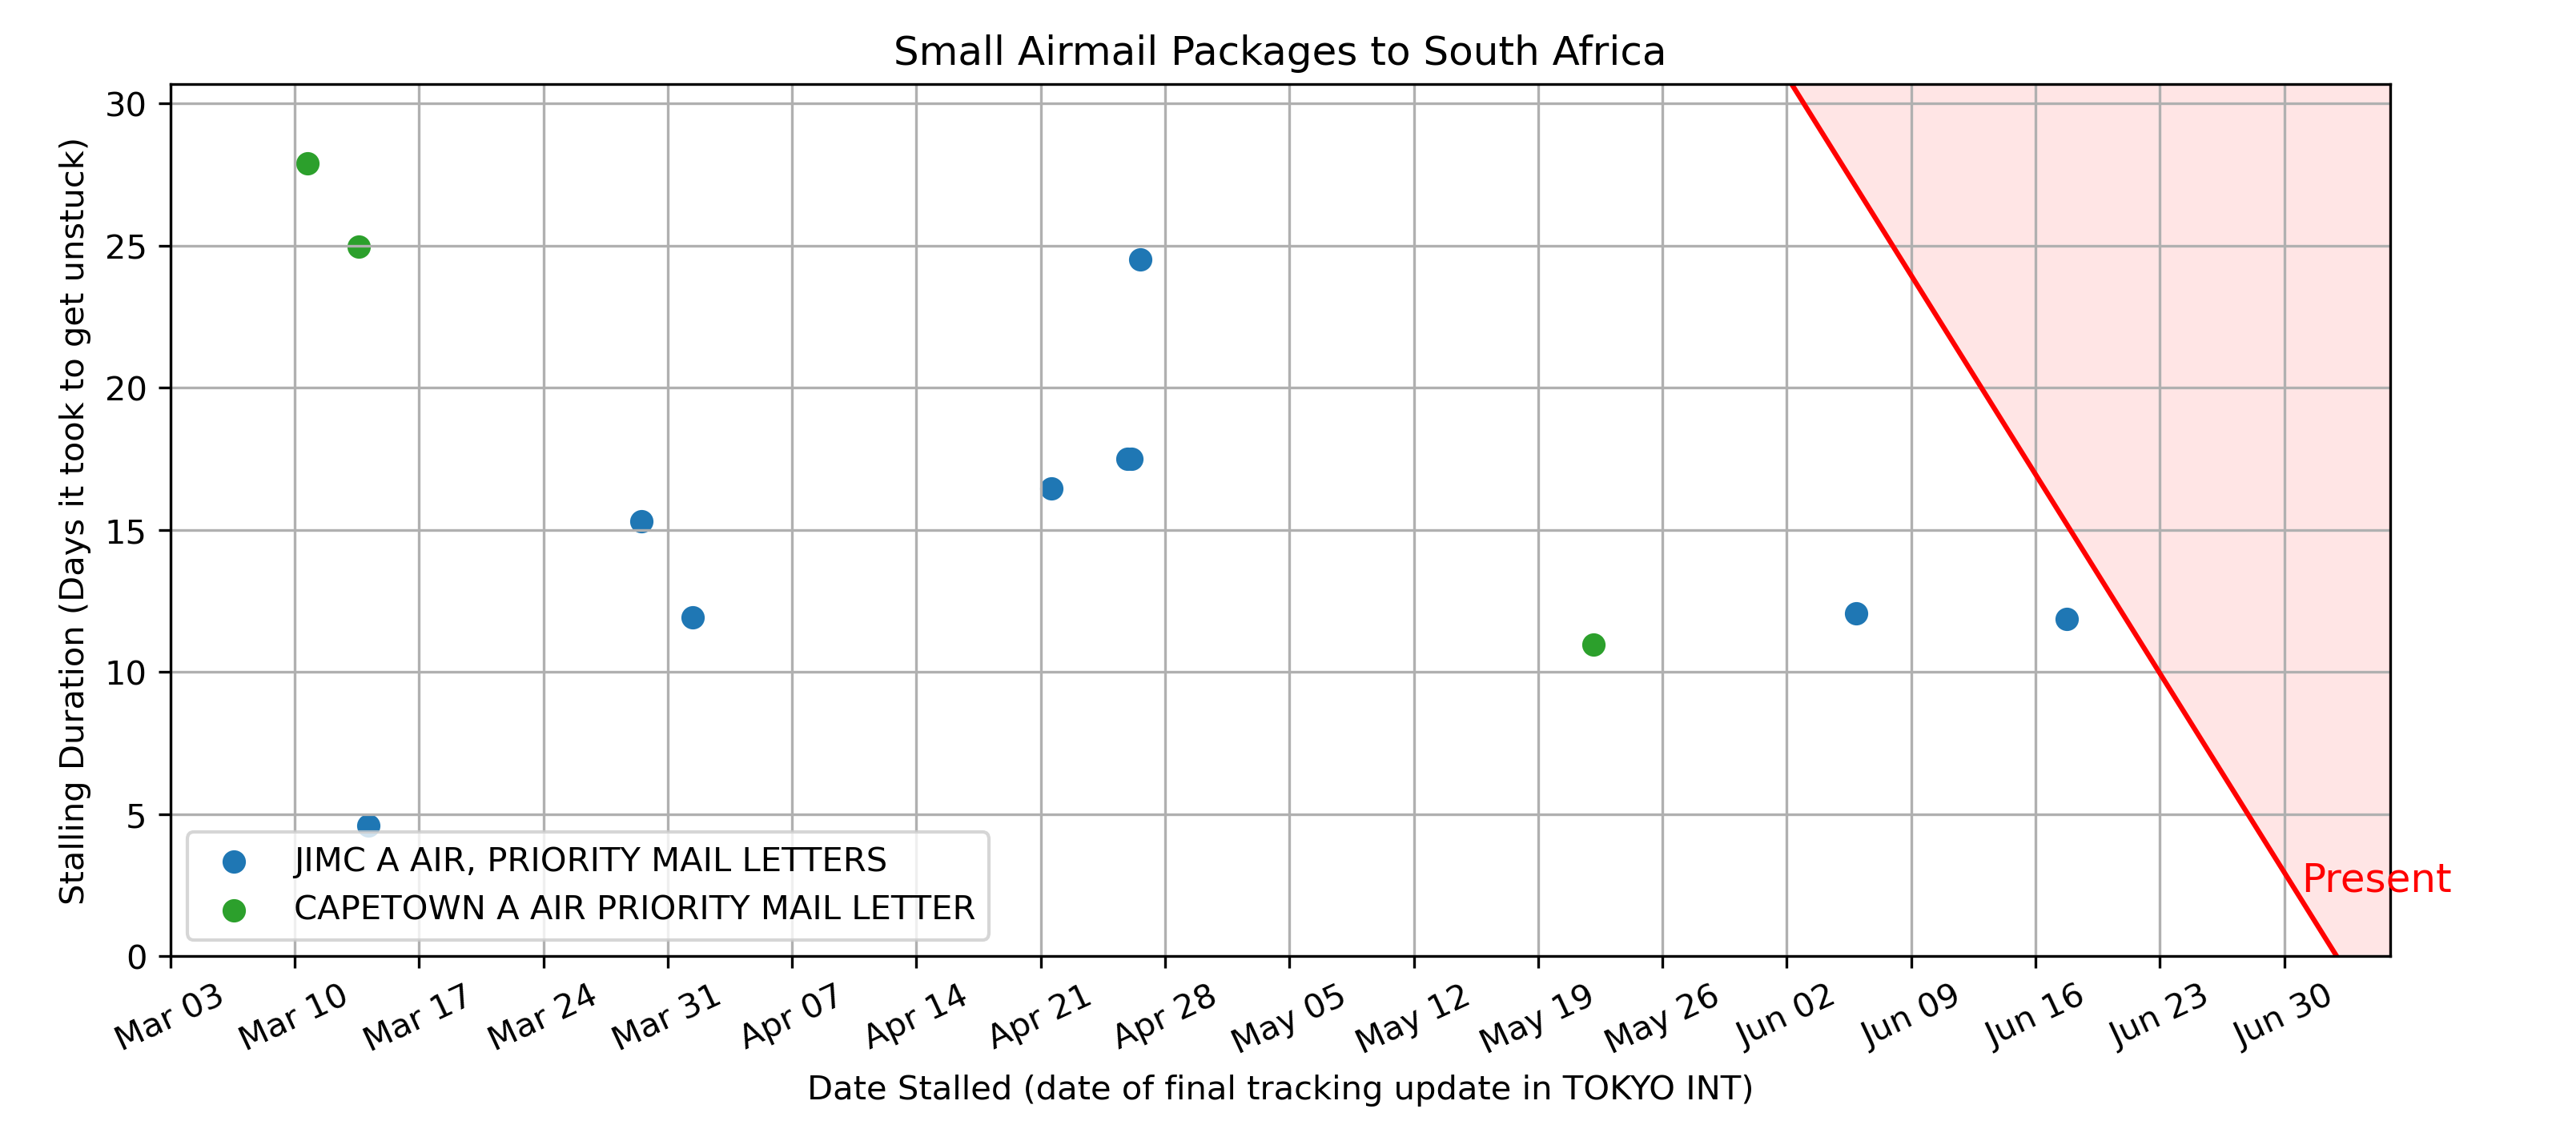 Small Airmail Packages to South Africa
Stalling Duration (Days it took to get unstuck)
30
25
20
15
10
5
0
Present
JIMC A AIR, PRIORITY MAIL LETTERS
CAPETOWN A AIR PRIORITY MAIL LETTER
Mar 03 Mar 10 Mar 17 Mar 24 Mar 31 Apr 07 Apr 14 Apr 21 Apr 28 May 05 May 12 May 19 May 26 Jun 02 Jun 09 Jun 16 Jun 23 Jun 30
Date Stalled (date of final tracking update in TOKYO INT)